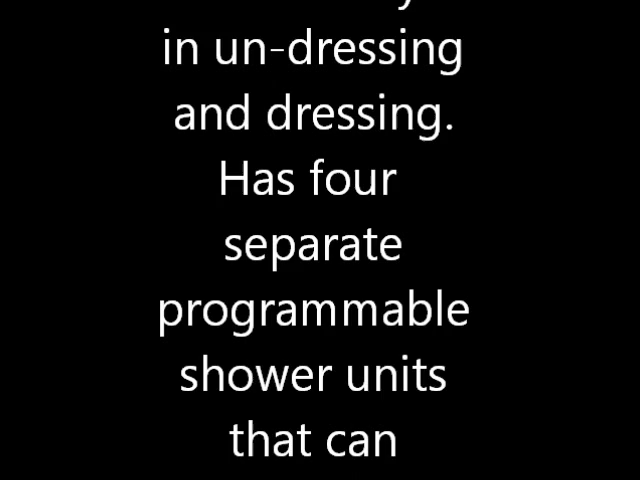 in un-dressing
and dressing.
Has four
separate
programmable
shower units
that can